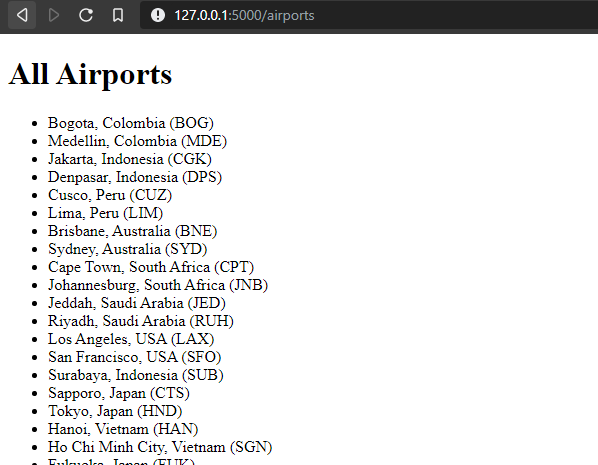 127.0.0.1:5000/airports
All Airports
Bogota, Colombia (BOG)
Medellin, Colombia (MDE)
Jakarta, Indonesia (CGK)
Denpasar, Indonesia (DPS)
Cusco, Peru (CUZ)
Lima, Peru (LIM)
Brisbane, Australia (BNE)
Sydney, Australia (SYD)
Cape Town, South Africa (CPT)
Johannesburg, South Africa (JNB)
Jeddah, Saudi Arabia (JED)
Riyadh, Saudi Arabia (RUH)
Los Angeles, USA (LAX)
San Francisco, USA (SFO)
Surabaya, Indonesia (SUB)
Sapporo, Japan (CTS)
Tokyo, Japan (HND)
Hanoi, Vietnam (HAN)
Ho Chi Minh City, Vietnam (SGN)
Fukuoka, Japan (FUK)